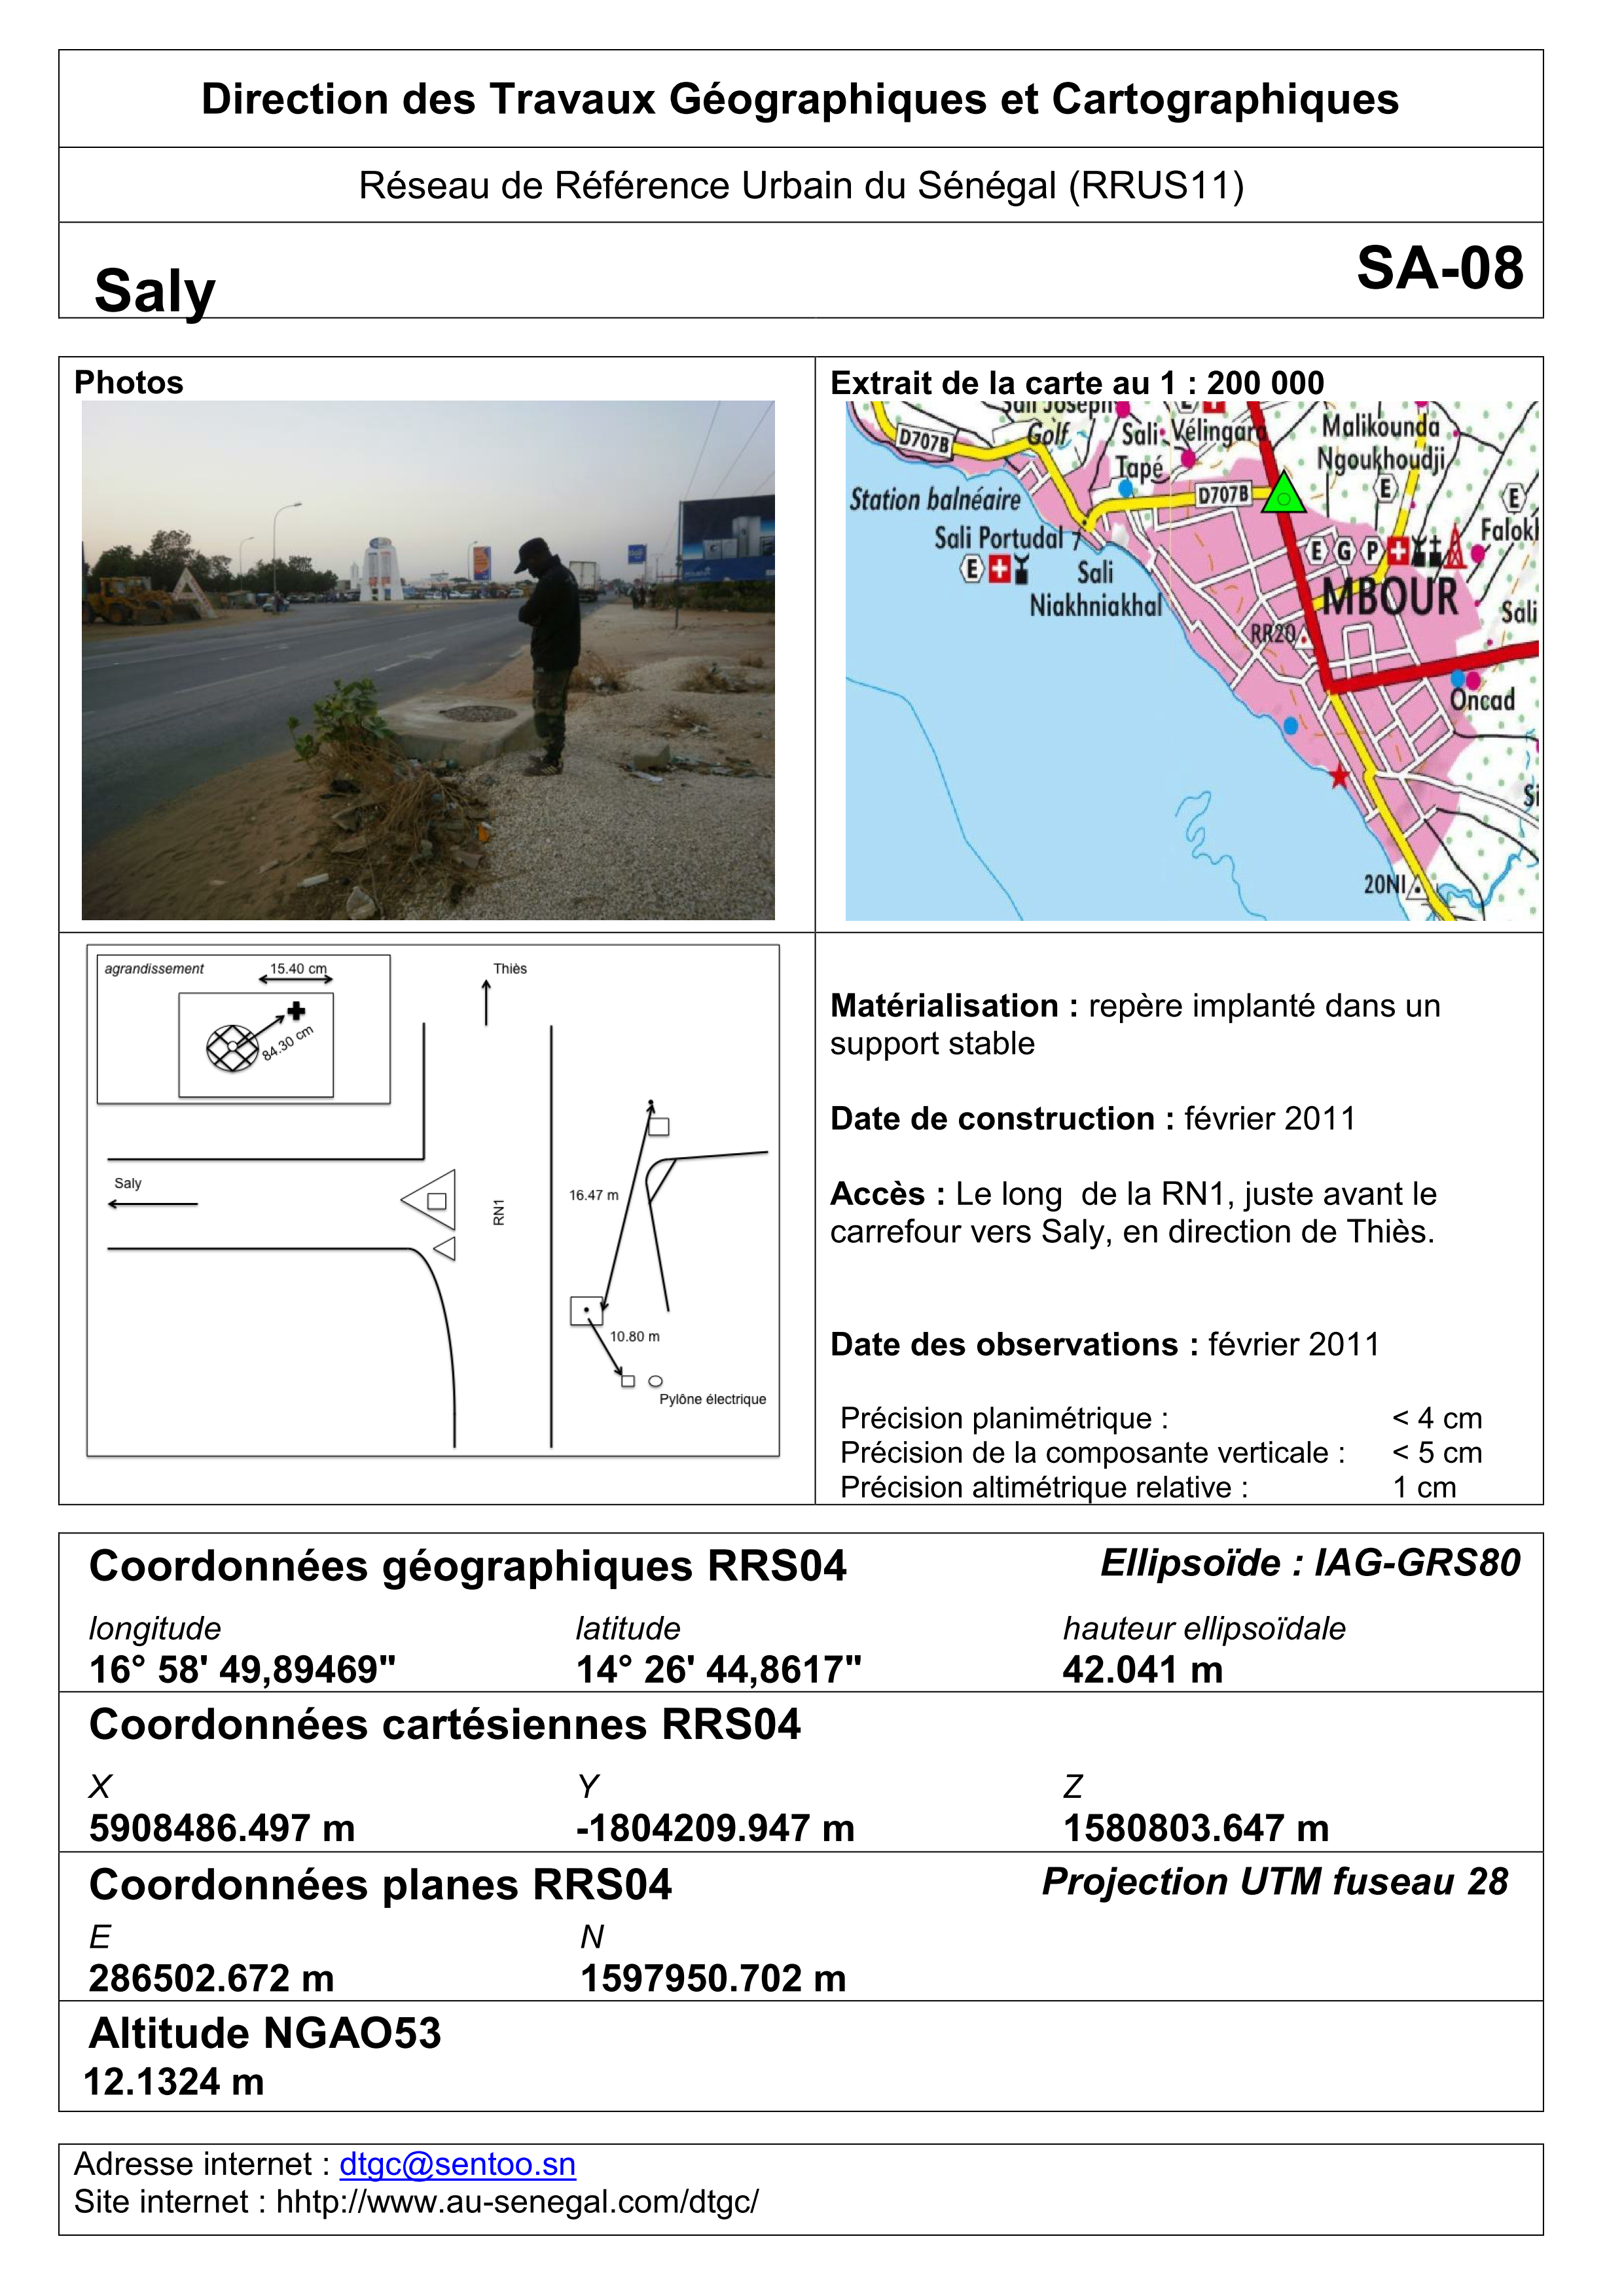 Direction des Travaux Géographiques et Cartographiques
Réseau de Référence Urbain du Sénégal (RRUS11)
Saly
SA-08
Photos
Extrait de la carte au 1 : 200 000
Sali Joseph
E
D707B
Golf
Sali Vélingara
Malikounda
Ngoukhoudji
Tapé
D707B
E
E
Station balnéaire
Falok
Sali Portudal
E G P
E
Sali
MBOUR
Niakhniakhal
Sali
RR20
Oncad
Si
20NI
agrandissement
15.40 cm
84.30 cm
Thiès
Saly
RN1
16.47 m
10.80 m
Pylône électrique
Matérialisation : repère implanté dans un
support stable
Date de construction : février 2011
Accès : Le long de la RN1, juste avant le
carrefour vers Saly, en direction de Thiès.
Date des observations : février 2011
Précision planimétrique : < 4 cm
Précision de la composante verticale : < 5 cm
Précision altimétrique relative : 1 cm
Coordonnées géographiques RRS04
Ellipsoïde : IAG-GRS80
longitude latitude hauteur ellipsoïdale
16° 58' 49,89469" 14° 26' 44,8617" 42.041 m
Coordonnées cartésiennes RRS04
X Y Z
5908486.497 m -1804209.947 m 1580803.647 m
Coordonnées planes RRS04
Projection UTM fuseau 28
E N
286502.672 m 1597950.702 m
Altitude NGAO53
12.1324 m
Adresse internet : dtgc@sentoo.sn
Site internet : hhtp://www.au-senegal.com/dtgc/